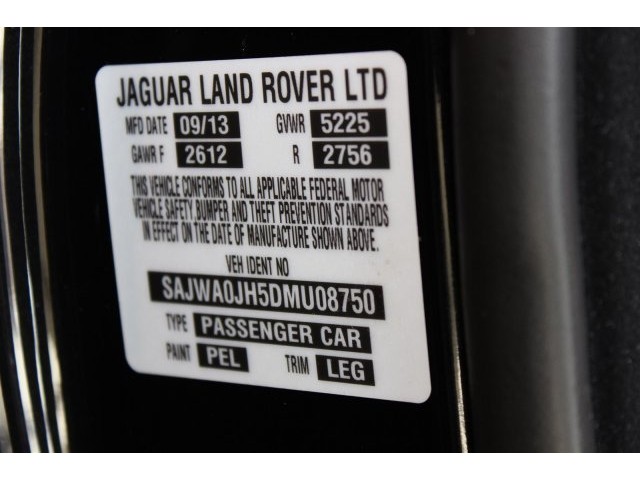 JAGUAR LAND ROVER LTD
MFD DATE 09/13 GVWR 5225
GAWR F 2612 R 2756
THIS VEHICLE CONFORMS TO ALL APPLICABLE FEDERAL MOTOR
VEHICLE SAFETY BUMPER AND THEFT PREVENTION STANDARDS
IN EFFECT ON THE DATE OF MANUFACTURE SHOWN ABOVE.
VEH IDENT NO
SAJWA0JH5DMU08750
TYPE PASSENGER CAR
PAINT PEL TRIM LEG